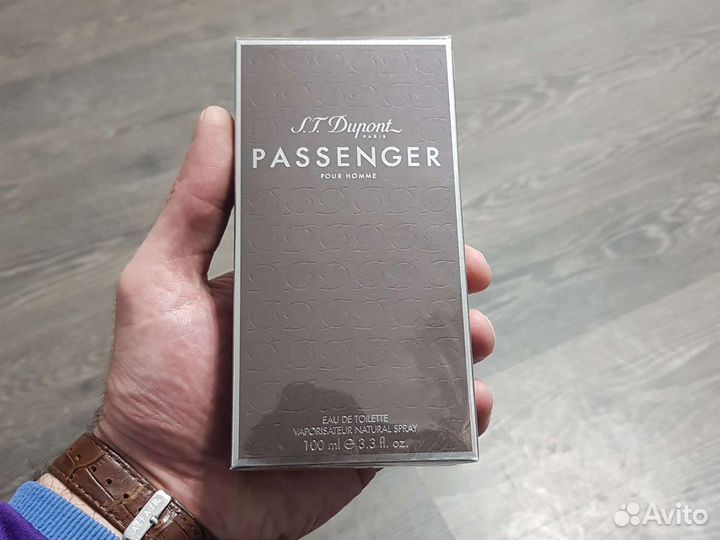 S.T. Dupont
PARIS
PASSENGER
POUR HOMME
EAU DE TOILETTE
VAPORISATEUR NATURAL SPRAY
100 ml ℮ 3.3 fl. oz.
Avito